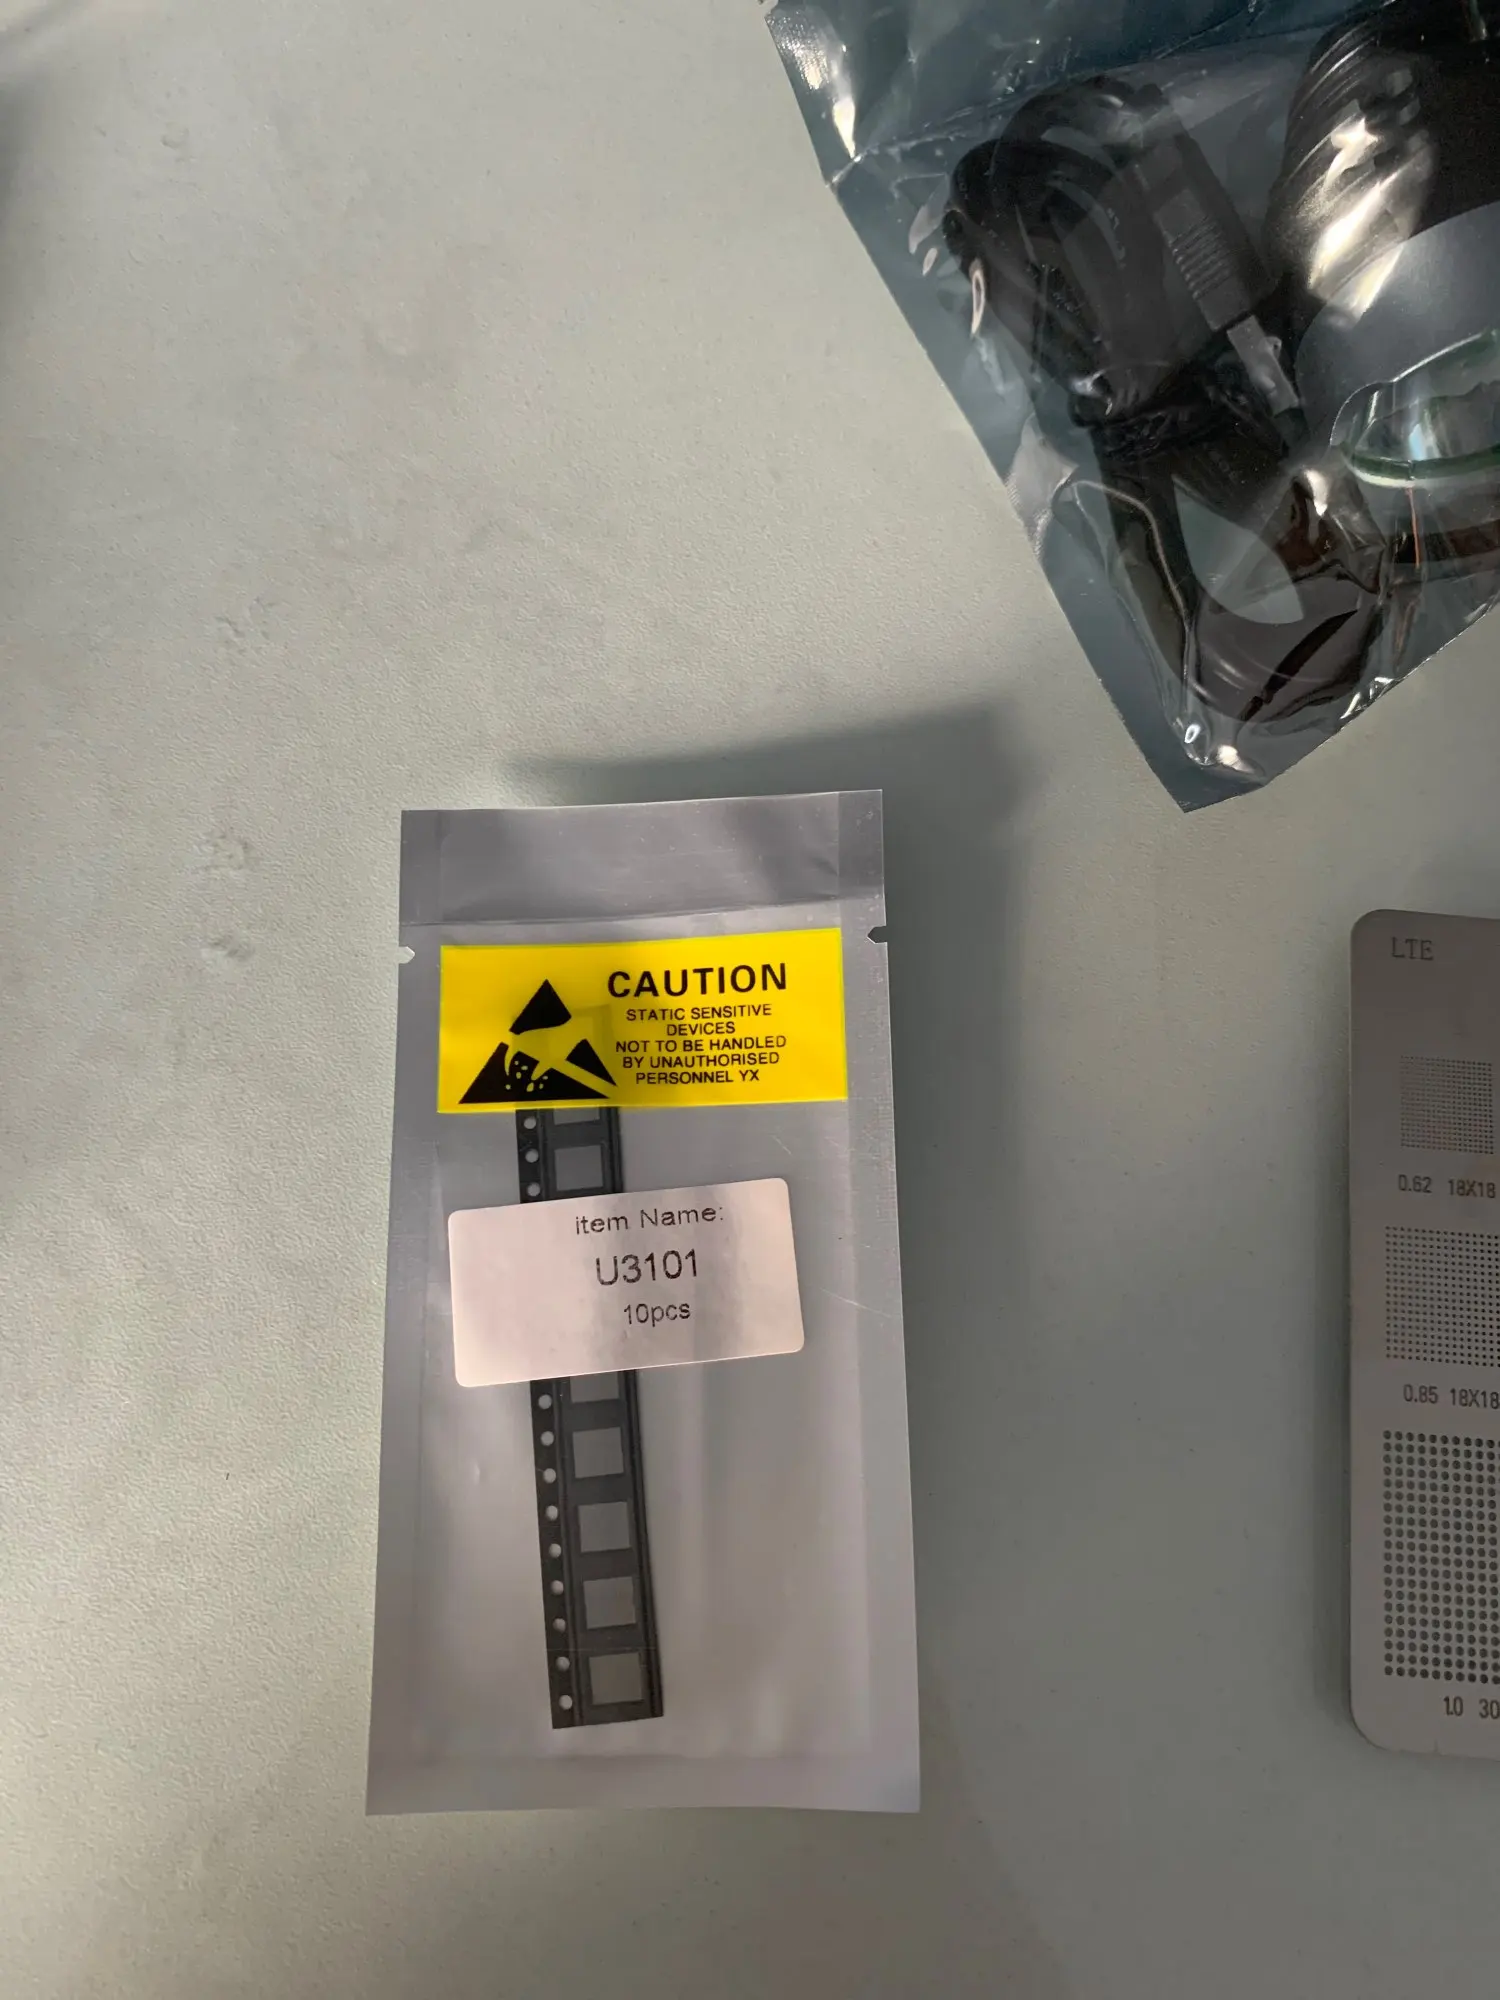 CAUTION
STATIC SENSITIVE
DEVICES
NOT TO BE HANDLED
BY UNAUTHORISED
PERSONNEL YX
item Name:
U3101
10pcs
LTE
0.62 18X18
0.85 18X18
1.0 30